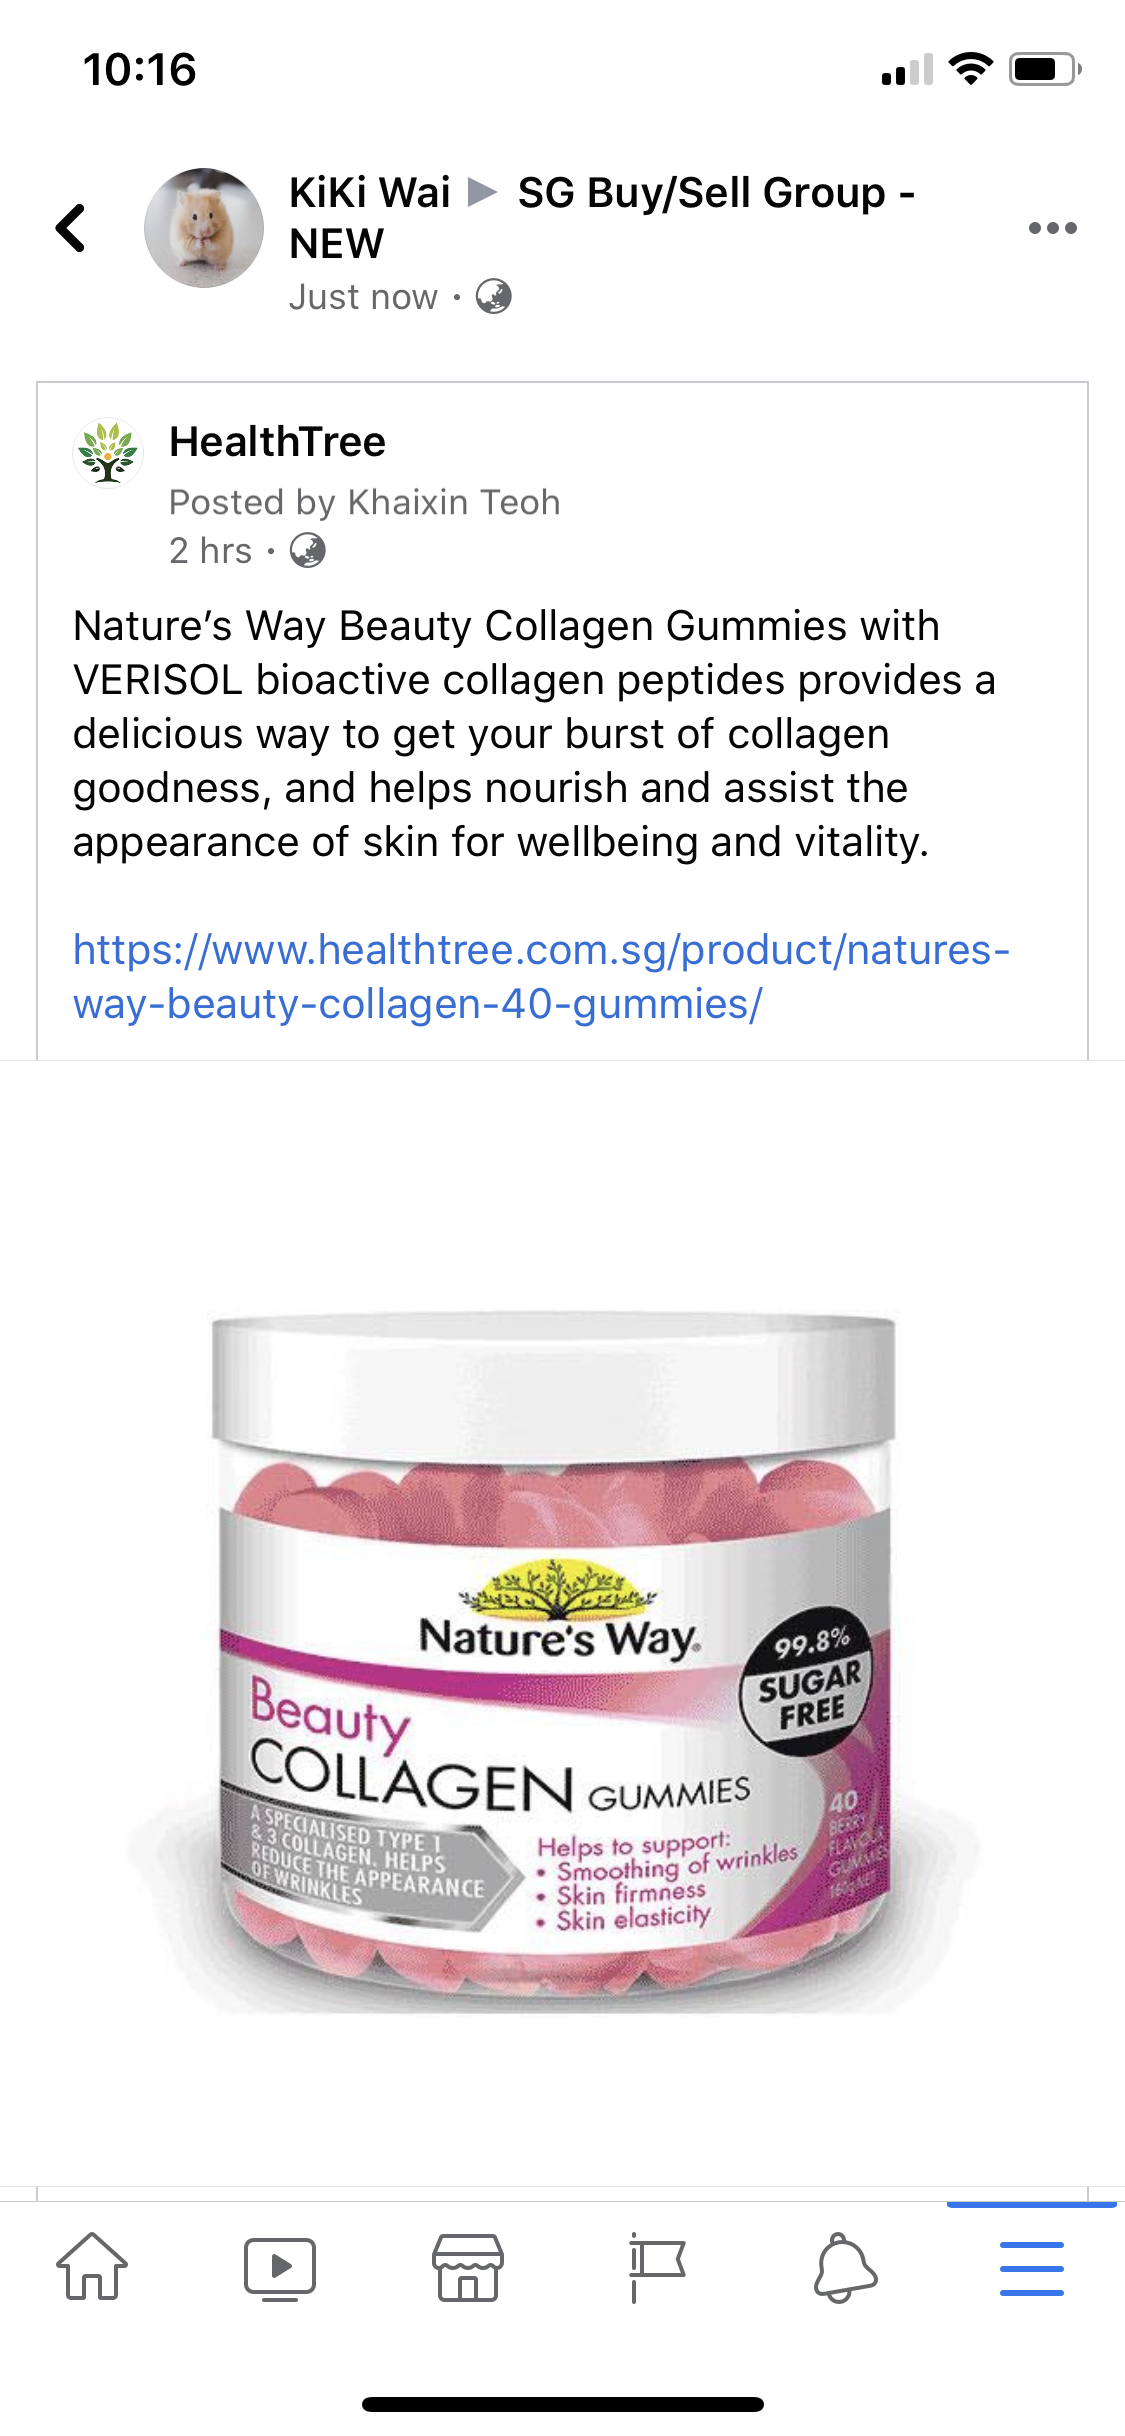 10:16
KiKi Wai ▶ SG Buy/Sell Group -
NEW
Just now ·
HealthTree
Posted by Khaixin Teoh
2 hrs ·
Nature’s Way Beauty Collagen Gummies with
VERISOL bioactive collagen peptides provides a
delicious way to get your burst of collagen
goodness, and helps nourish and assist the
appearance of skin for wellbeing and vitality.
https://www.healthtree.com.sg/product/natures-
way-beauty-collagen-40-gummies/
Nature's Way
99.8%
SUGAR
FREE
Beauty
COLLAGEN GUMMIES
A SPECIALISED TYPE 1
& 3 COLLAGEN, HELPS
REDUCE THE APPEARANCE
OF WRINKLES
Helps to support:
• Smoothing of wrinkles
• Skin firmness
• Skin elasticity
40
BERRY